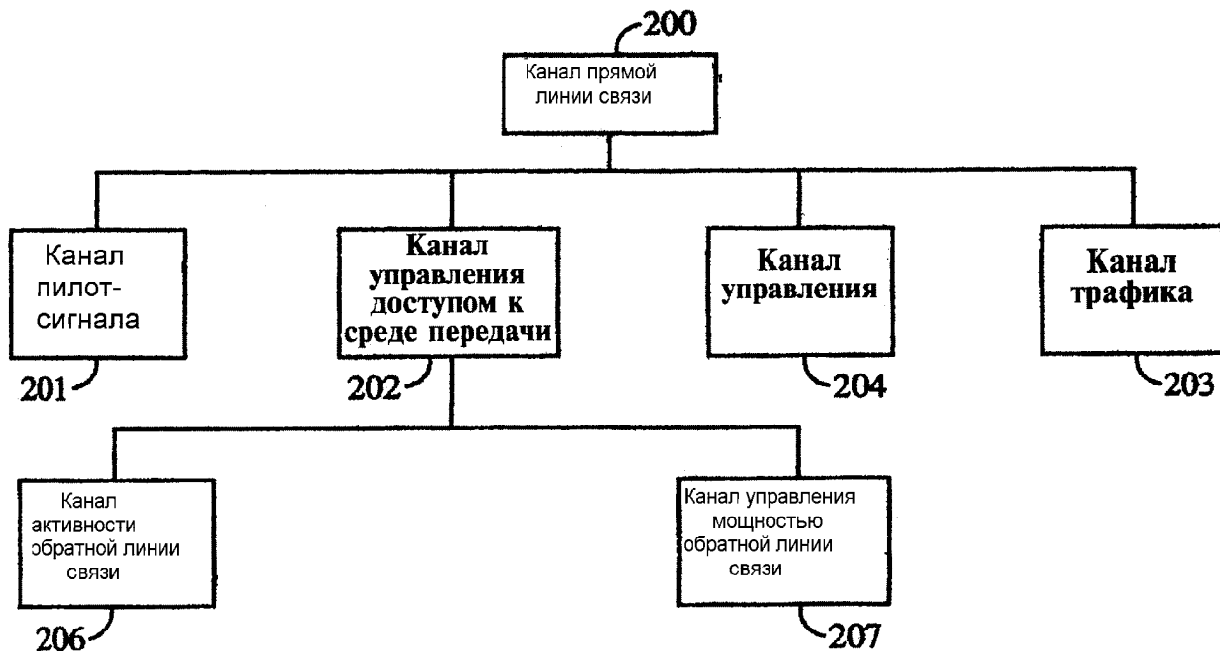 200
Канал прямой
линии связи
Канал
пилот-
сигнала
201
Канал
управления
доступом к
среде передачи
202
Канал
управления
204
Канал
трафика
203
Канал
активности
обратной линии
связи
206
Канал управления
мощностью
обратной линии
связи
207